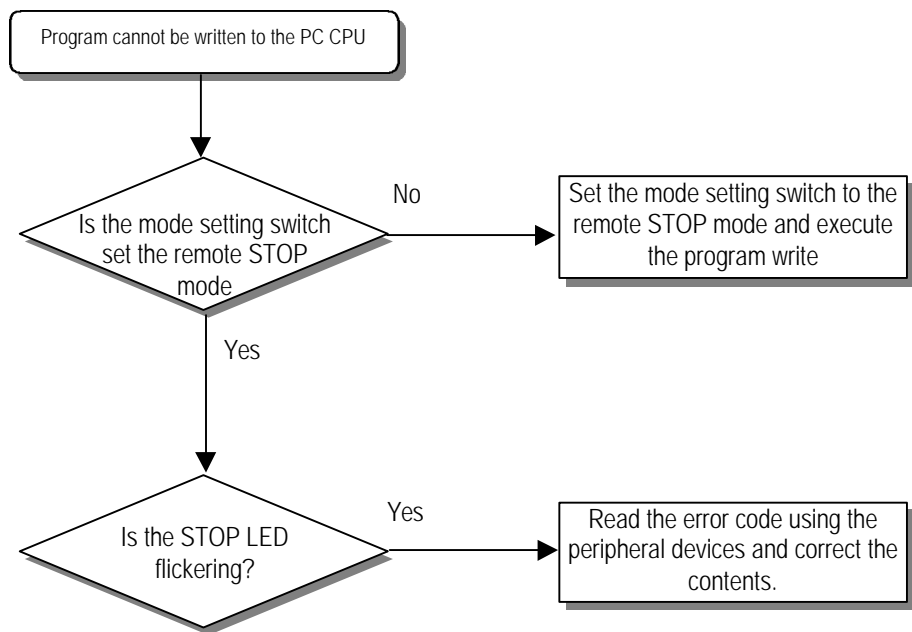 Program cannot be written to the PC CPU
No
Set the mode setting switch to the
remote STOP mode and execute
the program write
Is the mode setting switch
set the remote STOP
mode
Yes
Yes
Is the STOP LED
flickering?
Read the error code using the
peripheral devices and correct the
contents.